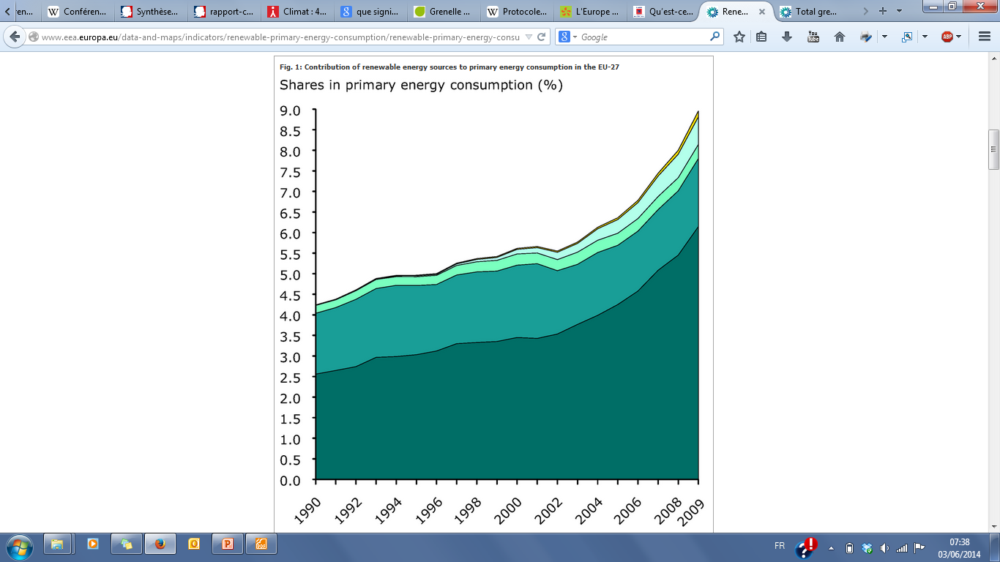 en...
Conféren...
Synthèse...
rapport-c...
Climat : 4...
que signi...
Grenelle ...
Protocole...
L'Europe ...
Qu'est-ce...
Rene...
Total gre...
www.eea.europa.eu/data-and-maps/indicators/renewable-primary-energy-consumption/renewable-primary-energy-consu
Google
You Tube
ABP
Fig. 1: Contribution of renewable energy sources to primary energy consumption in the EU-27
Shares in primary energy consumption (%)
9.0
8.5
8.0
7.5
7.0
6.5
6.0
5.5
5.0
4.5
4.0
3.5
3.0
2.5
2.0
1.5
1.0
0.5
0.0
1990 1992 1994 1996 1998 2000 2002 2004 2006 2008 2009
FR
07:38
03/06/2014